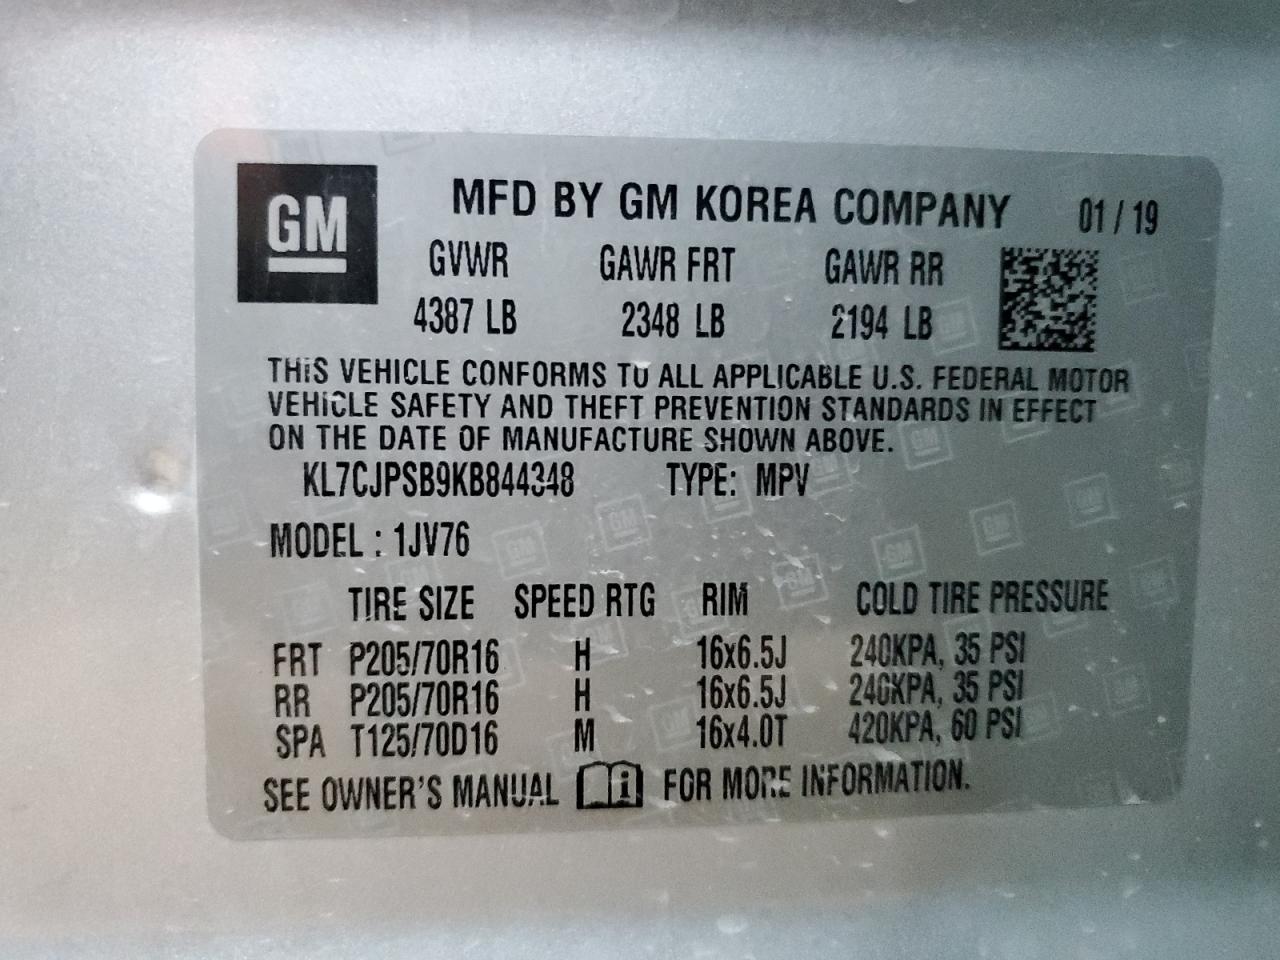 GM
MFD BY GM KOREA COMPANY 01 / 19
GVWR GAWR FRT GAWR RR
4387 LB 2348 LB 2194 LB
THIS VEHICLE CONFORMS TO ALL APPLICABLE U.S. FEDERAL MOTOR
VEHICLE SAFETY AND THEFT PREVENTION STANDARDS IN EFFECT
ON THE DATE OF MANUFACTURE SHOWN ABOVE.
KL7CJPSB9KB844348 TYPE: MPV
MODEL : 1JV76
TIRE SIZE SPEED RTG RIM COLD TIRE PRESSURE
FRT P205/70R16 H 16x6.5J 240KPA, 35 PSI
RR P205/70R16 H 16x6.5J 240KPA, 35 PSI
SPA T125/70D16 M 16x4.0T 420KPA, 60 PSI
SEE OWNER'S MANUAL i FOR MORE INFORMATION.